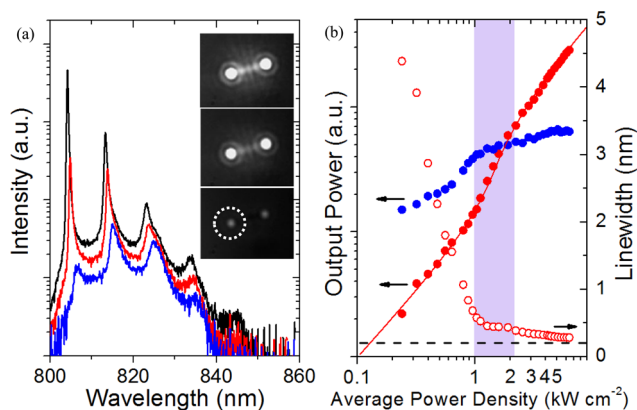 (a)
Intensity (a.u.)
800 820 840 860
Wavelength (nm)
(b)
Output Power (a.u.)
5
4
3
2
1
0
Linewidth (nm)
0.1 1 2 3 4 5
Average Power Density (kW cm⁻²)